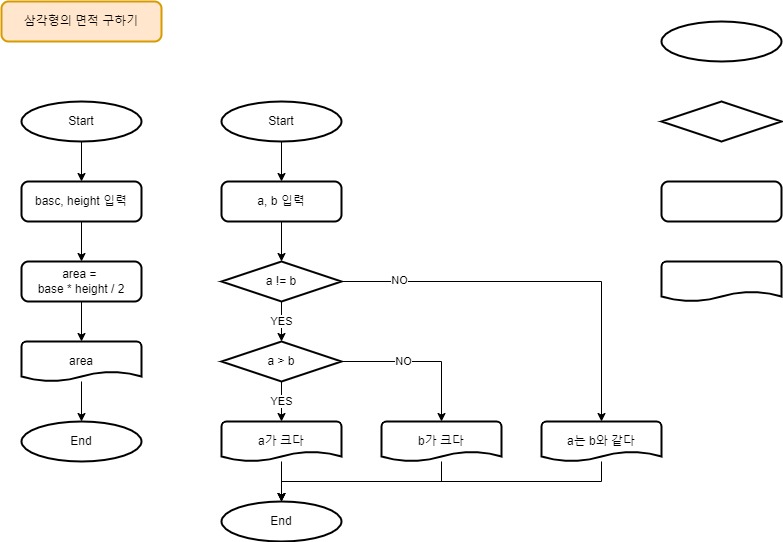 삼각형의 면적 구하기
Start
basc, height 입력
area =
base * height / 2
area
End
Start
a, b 입력
a != b
NO
YES
a > b
NO
YES
a가 크다
b가 크다
a는 b와 같다
End